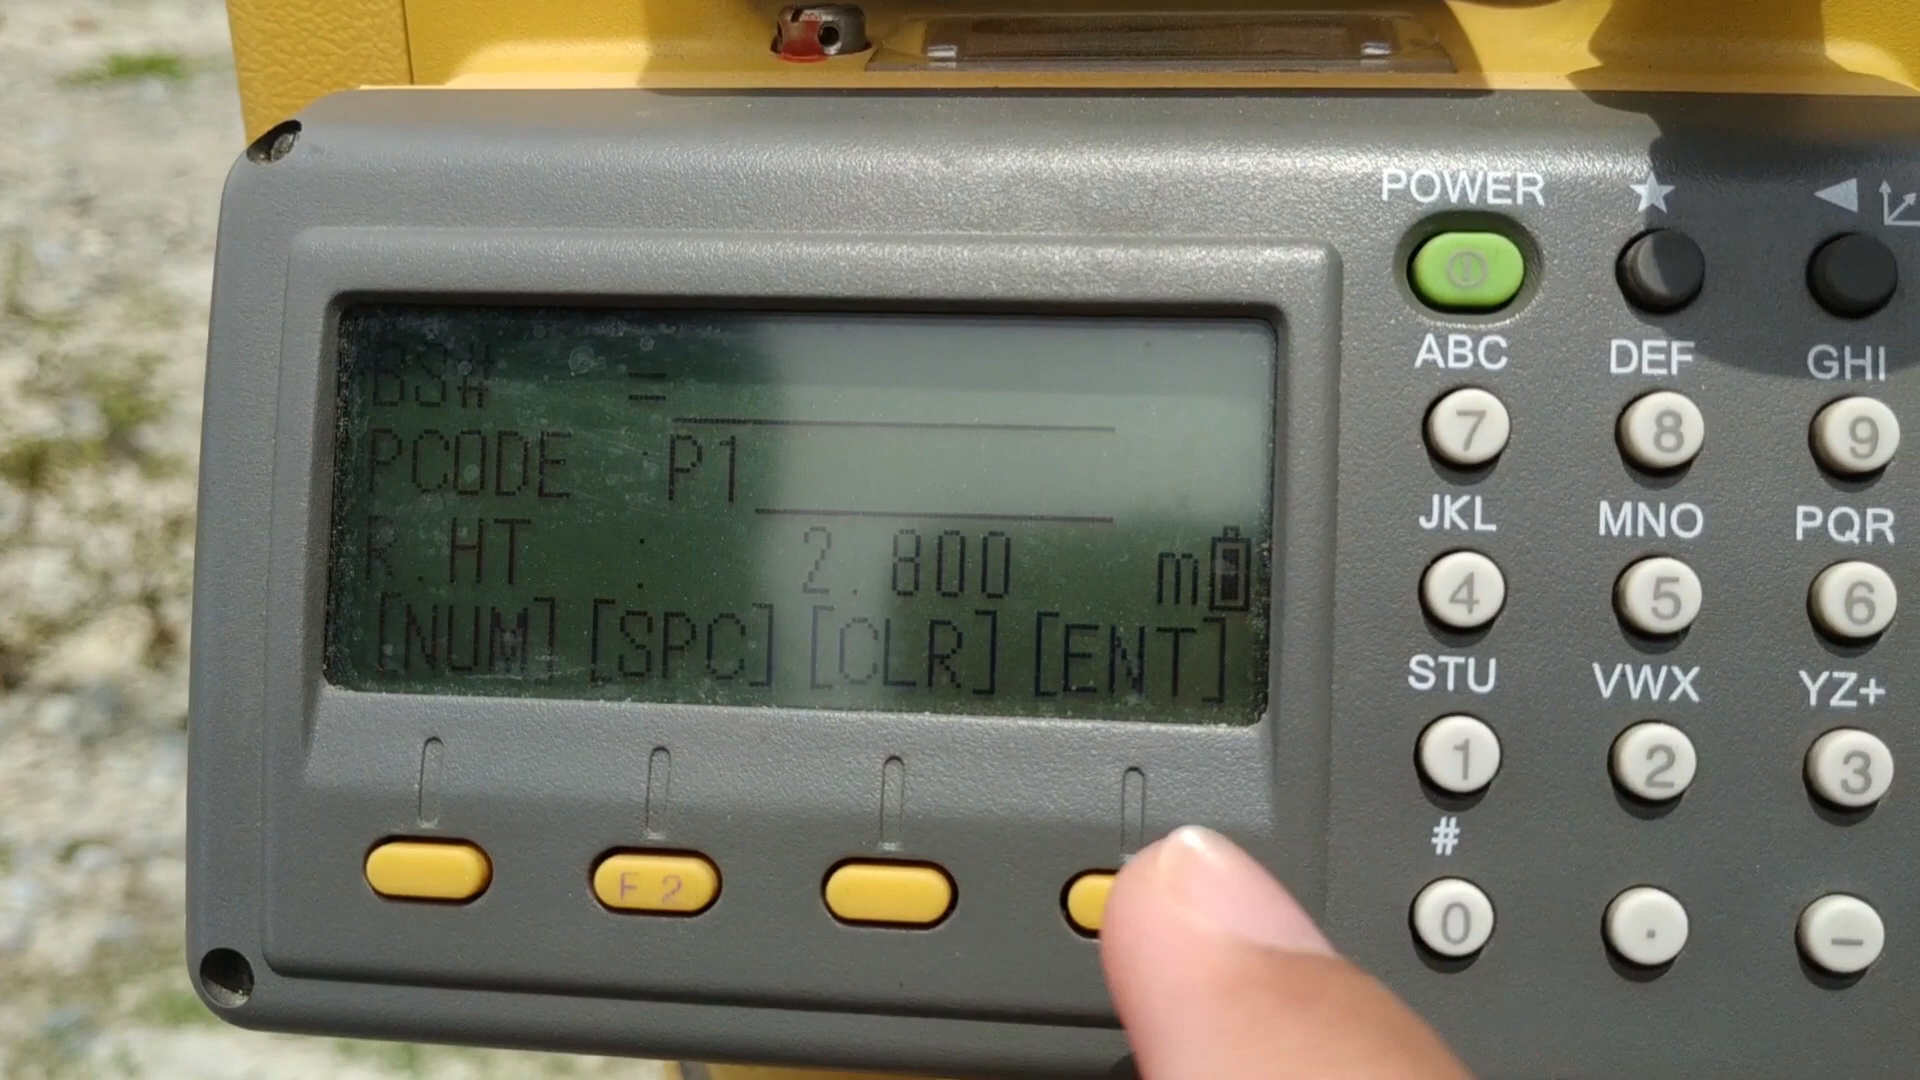 BS# =
PCODE : P1
R.HT : 2.800 m
[NUM] [SPC] [CLR] [ENT]
F2
POWER ★ ◀
ABC DEF GHI
7 8 9
JKL MNO PQR
4 5 6
STU VWX YZ+
1 2 3
#
0 . -